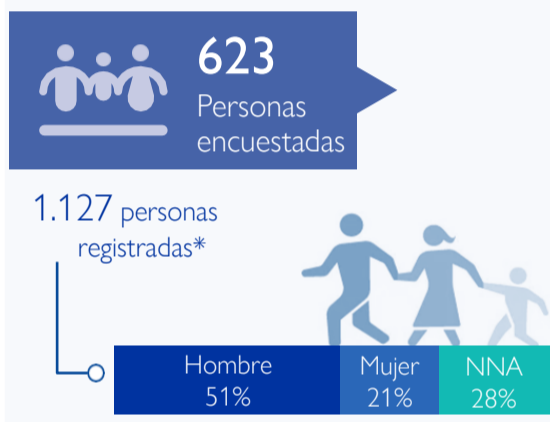 623
Personas
encuestadas
1.127 personas
registradas*
Hombre Mujer NNA
51% 21% 28%